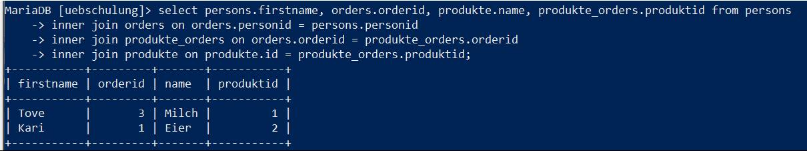 MariaDB [uebschulung]> select persons.firstname, orders.orderid, produkte.name, produkte_orders.produktid from persons
    -> inner join orders on orders.personid = persons.personid
    -> inner join produkte_orders on orders.orderid = produkte_orders.orderid
    -> inner join produkte on produkte.id = produkte_orders.produktid;
+-----------+---------+-------+-----------+
| firstname | orderid | name  | produktid |
+-----------+---------+-------+-----------+
| Tove      |       3 | Milch |         1 |
| Kari      |       1 | Eier  |         2 |
+-----------+---------+-------+-----------+